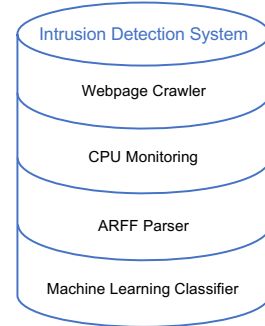 Intrusion Detection System
Webpage Crawler
CPU Monitoring
ARFF Parser
Machine Learning Classifier